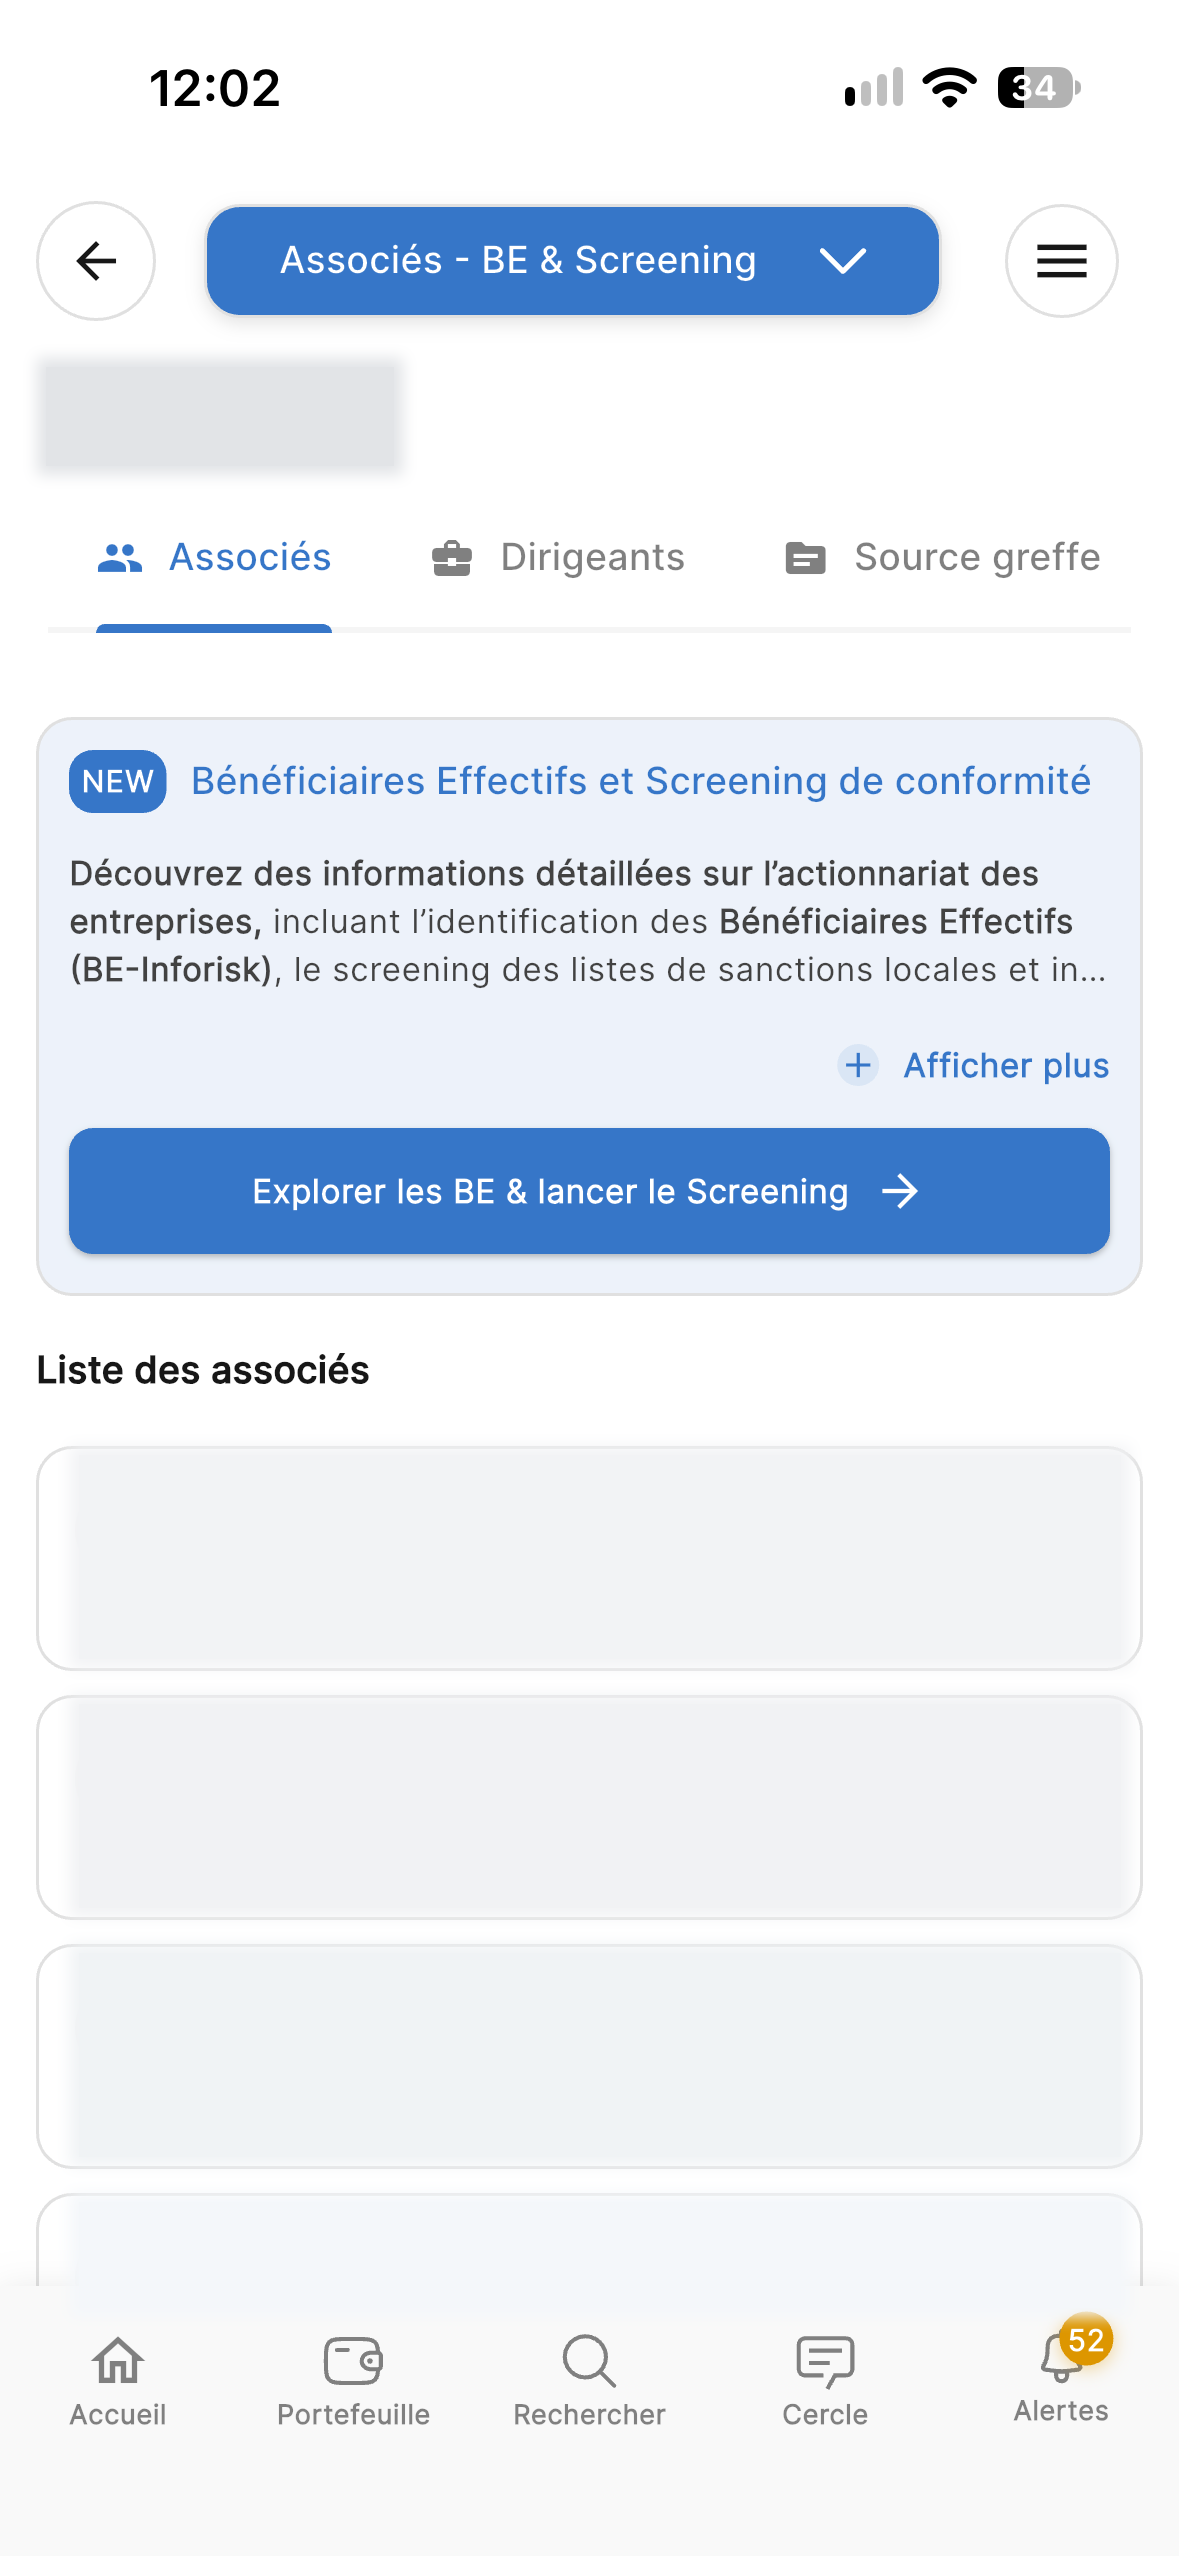 12:02
34
Associés - BE & Screening
Associés
Dirigeants
Source greffe
NEW
Bénéficiaires Effectifs et Screening de conformité
Découvrez des informations détaillées sur l’actionnariat des
entreprises, incluant l’identification des Bénéficiaires Effectifs
(BE-Inforisk), le screening des listes de sanctions locales et in...
Afficher plus
Explorer les BE & lancer le Screening
Liste des associés
Accueil
Portefeuille
Rechercher
Cercle
52
Alertes